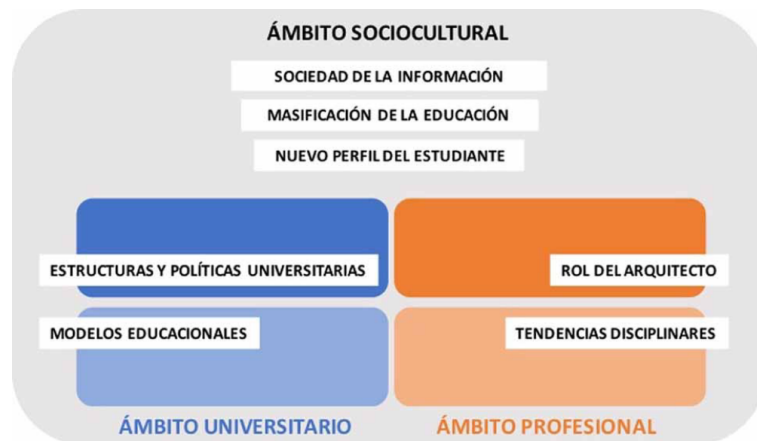 ÁMBITO SOCIOCULTURAL
SOCIEDAD DE LA INFORMACIÓN
MASIFICACIÓN DE LA EDUCACIÓN
NUEVO PERFIL DEL ESTUDIANTE
ESTRUCTURAS Y POLÍTICAS UNIVERSITARIAS
ROL DEL ARQUITECTO
MODELOS EDUCACIONALES
TENDENCIAS DISCIPLINARES
ÁMBITO UNIVERSITARIO
ÁMBITO PROFESIONAL